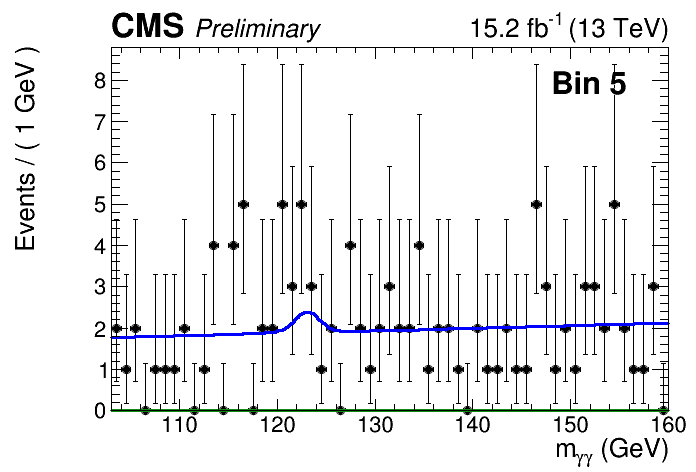 CMS Preliminary 15.2 fb⁻¹ (13 TeV)
Bin 5
Events / ( 1 GeV )
8
7
6
5
4
3
2
1
0
110 120 130 140 150 160
mγγ (GeV)